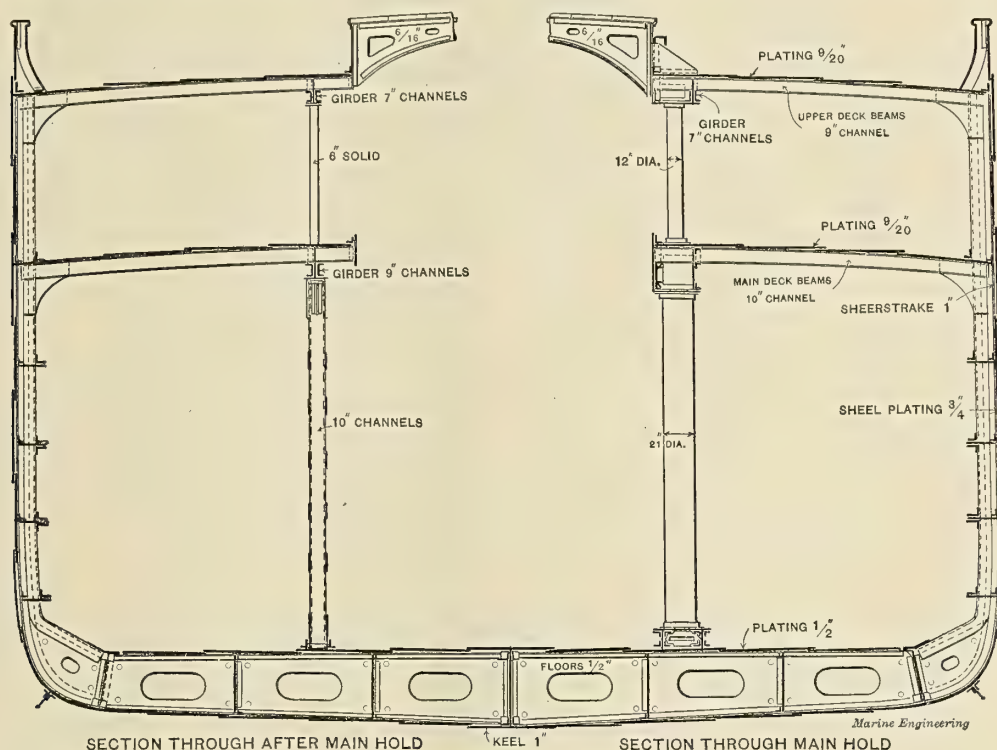 6/16"
6/16"
PLATING 9/20"
GIRDER 7" CHANNELS
GIRDER
7" CHANNELS
UPPER DECK BEAMS
9" CHANNEL
6" SOLID
12" DIA.
PLATING 9/20"
GIRDER 9" CHANNELS
MAIN DECK BEAMS
10" CHANNEL
SHEERSTRAKE 1"
SHEEL PLATING 3/4"
10" CHANNELS
21" DIA.
PLATING 1/2"
FLOORS 1/2"
Marine Engineering
SECTION THROUGH AFTER MAIN HOLD
KEEL 1"
SECTION THROUGH MAIN HOLD